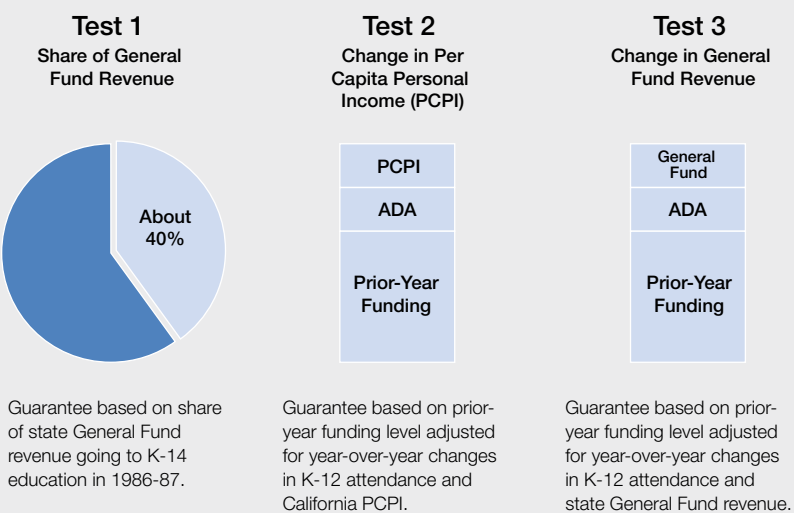 Test 1
Share of General
Fund Revenue
About
40%
Guarantee based on share
of state General Fund
revenue going to K-14
education in 1986-87.
Test 2
Change in Per
Capita Personal
Income (PCPI)
PCPI
ADA
Prior-Year
Funding
Guarantee based on prior-
year funding level adjusted
for year-over-year changes
in K-12 attendance and
California PCPI.
Test 3
Change in General
Fund Revenue
General
Fund
ADA
Prior-Year
Funding
Guarantee based on prior-
year funding level adjusted
for year-over-year changes
in K-12 attendance and
state General Fund revenue.